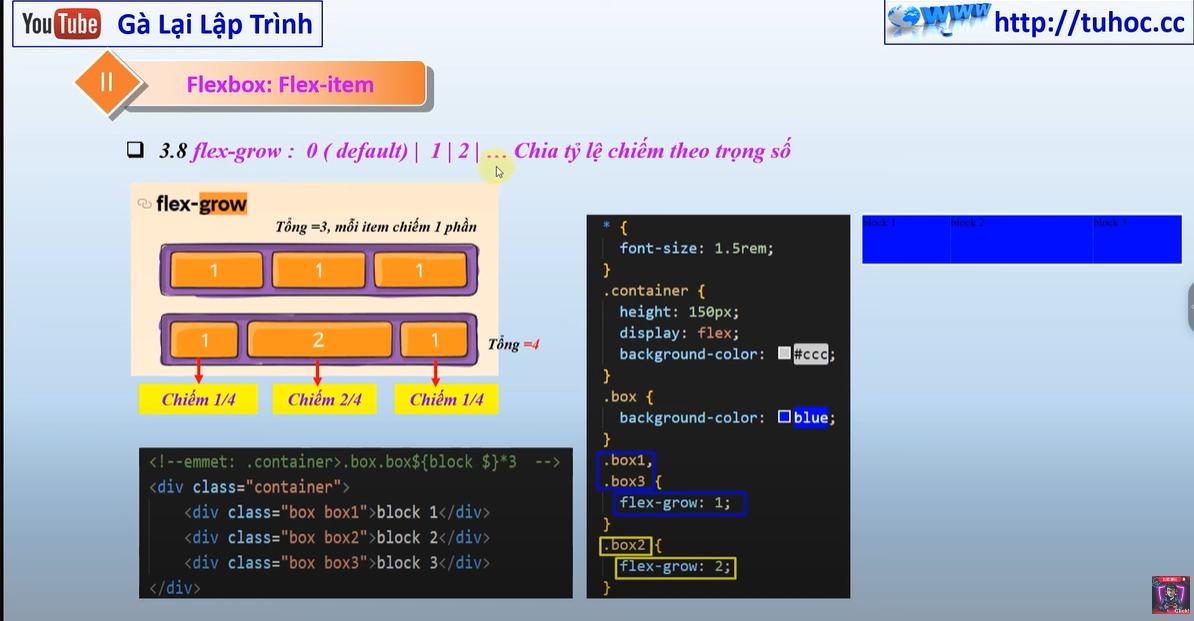 YouTube Gà Lại Lập Trình
WWW http://tuhoc.cc
II Flexbox: Flex-item
3.8 flex-grow : 0 ( default) | 1 | 2 | … Chia tỷ lệ chiếm theo trọng số
flex-grow
Tổng =3, mỗi item chiếm 1 phần
1 1 1
1 2 1
Tổng =4
Chiếm 1/4 Chiếm 2/4 Chiếm 1/4
<!--emmet: .container>.box.box${block $}*3 -->
<div class="container">
<div class="box box1">block 1</div>
<div class="box box2">block 2</div>
<div class="box box3">block 3</div>
</div>
* {
font-size: 1.5rem;
}
.container {
height: 150px;
display: flex;
background-color: #ccc;
}
.box {
background-color: blue;
}
.box1,
.box3 {
flex-grow: 1;
}
.box2 {
flex-grow: 2;
}
block 1 block 2 block 3
Click!